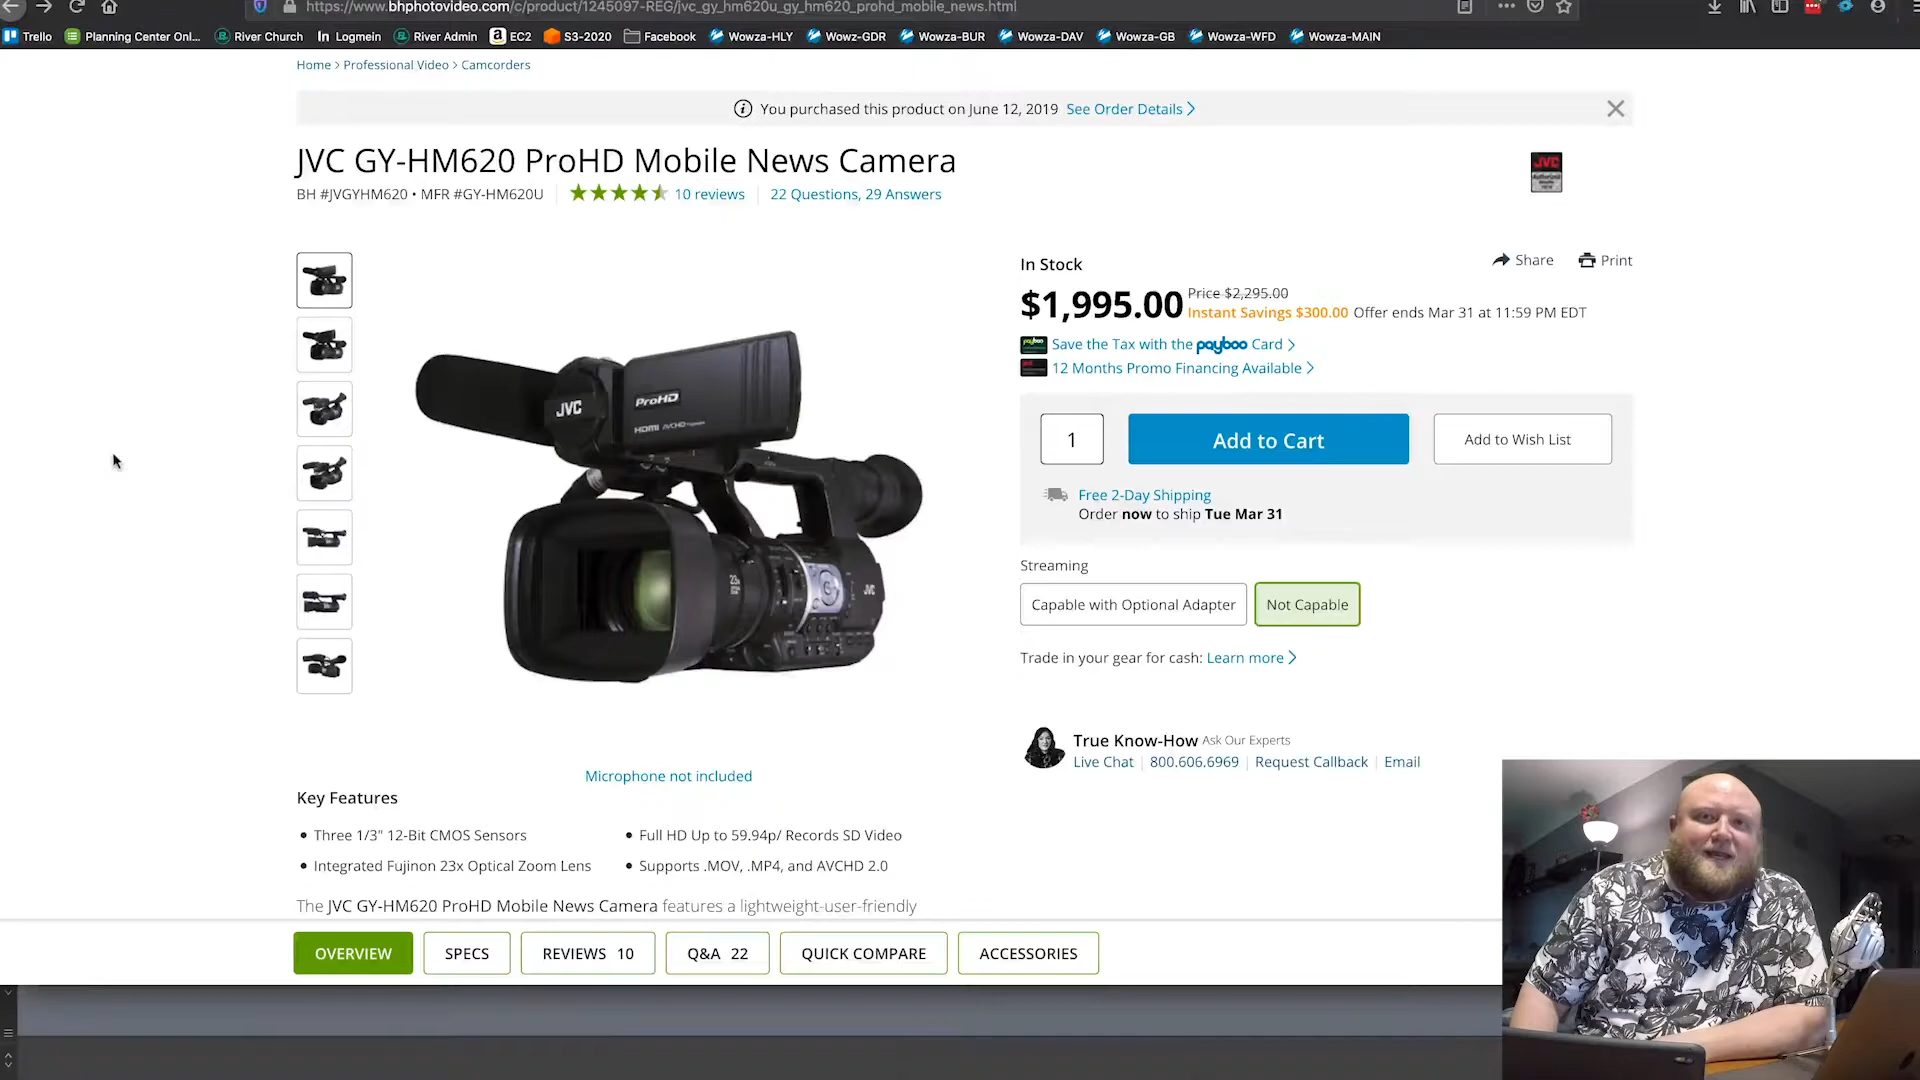 https://www.bhphotovideo.com/c/product/1245097-REG/jvc_gy_hm620u_gy_hm620_prohd_mobile_news.html
Trello Planning Center Onl... River Church Logmein River Admin EC2 S3-2020 Facebook Wowza-HLY Wowz-GDR Wowza-BUR Wowza-DAV Wowza-GB Wowza-WFD Wowza-MAIN
Home > Professional Video > Camcorders
You purchased this product on June 12, 2019 See Order Details >
JVC GY-HM620 ProHD Mobile News Camera
BH #JVGYHM620 • MFR #GY-HM620U 10 reviews 22 Questions, 29 Answers
JVC
In Stock
Share Print
$1,995.00 Price $2,295.00
Instant Savings $300.00 Offer ends Mar 31 at 11:59 PM EDT
payboo Save the Tax with the payboo Card >
12 Months Promo Financing Available >
JVC ProHD
HDMI AVCHD
23x
JVC
1 Add to Cart Add to Wish List
Free 2-Day Shipping
Order now to ship Tue Mar 31
Streaming
Capable with Optional Adapter Not Capable
Trade in your gear for cash: Learn more >
True Know-How Ask Our Experts
Live Chat | 800.606.6969 | Request Callback | Email
Microphone not included
Key Features
• Three 1/3" 12-Bit CMOS Sensors
• Full HD Up to 59.94p/ Records SD Video
• Integrated Fujinon 23x Optical Zoom Lens
• Supports .MOV, .MP4, and AVCHD 2.0
The JVC GY-HM620 ProHD Mobile News Camera features a lightweight-user-friendly
OVERVIEW SPECS REVIEWS 10 Q&A 22 QUICK COMPARE ACCESSORIES